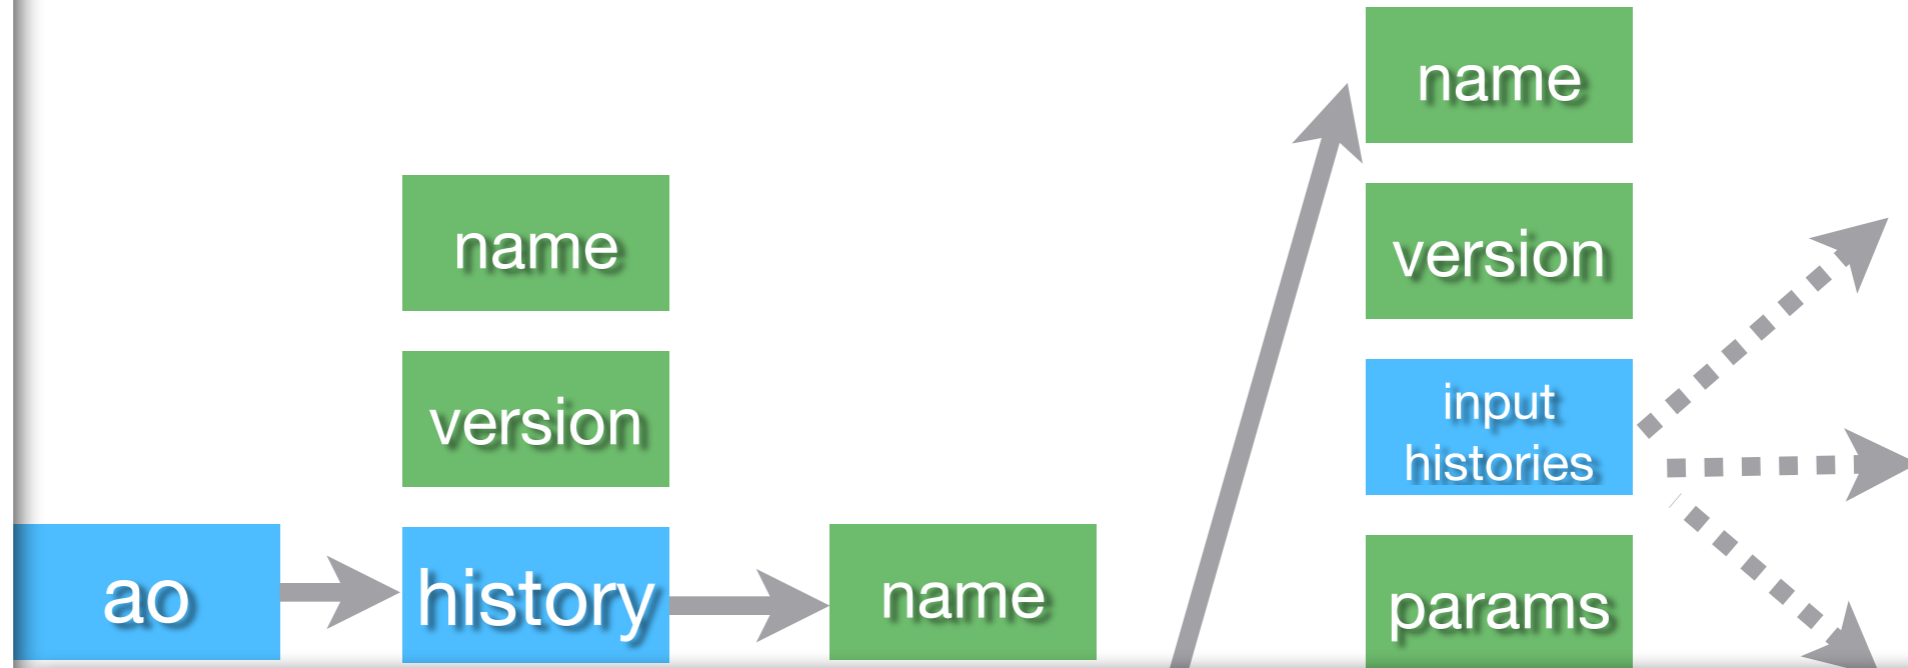 name
version
ao
history
name
name
version
input
histories
params